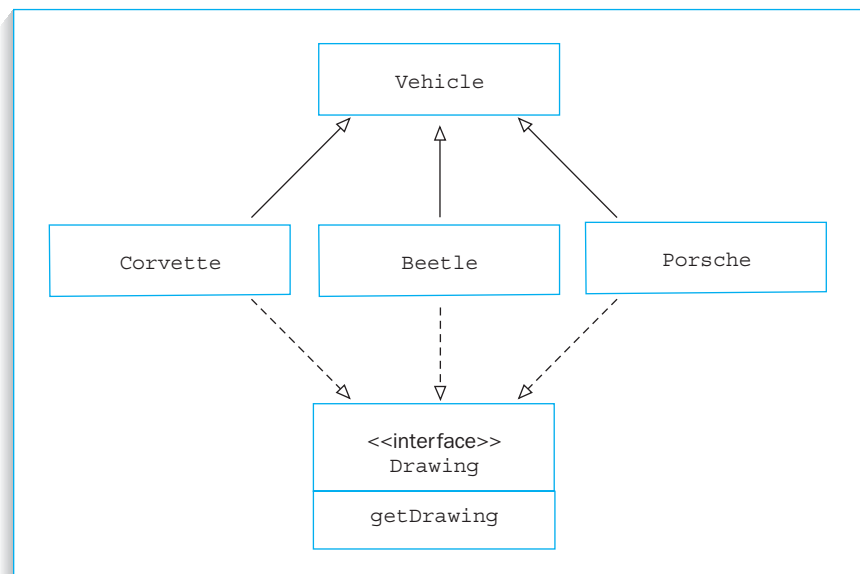 Vehicle
Corvette
Beetle
Porsche
<<interface>>
Drawing
getDrawing